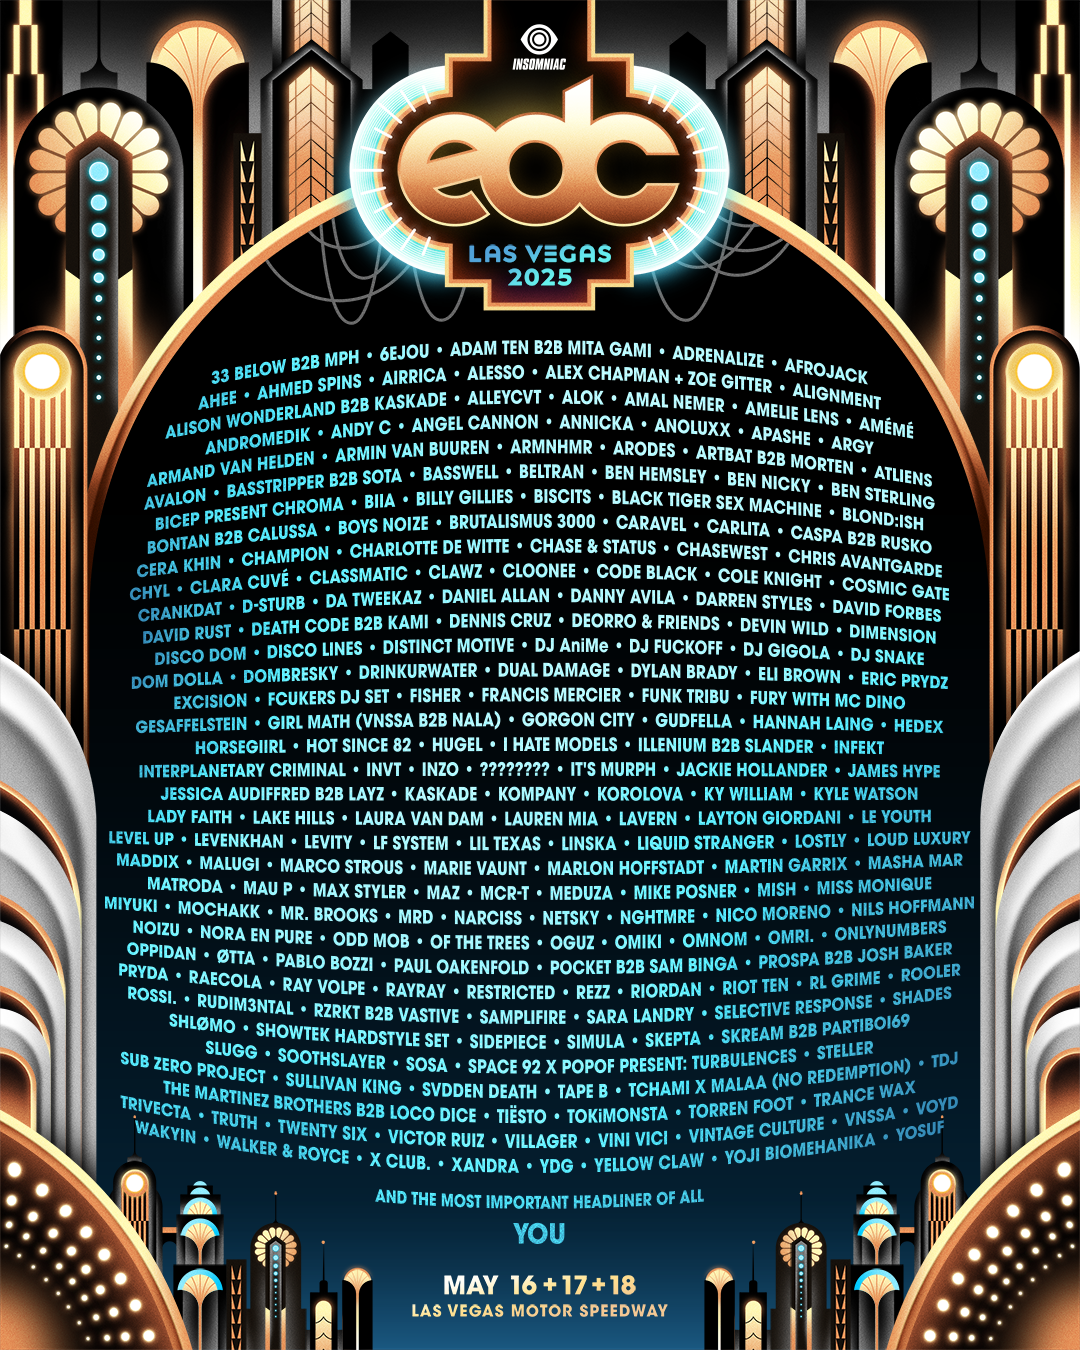 INSOMNIAC
edc
LAS VEGAS
2025
33 BELOW B2B MPH • 6EJOU • ADAM TEN B2B MITA GAMI • ADRENALIZE • AFROJACK
AHEE • AHMED SPINS • AIRRICA • ALESSO • ALEX CHAPMAN + ZOE GITTER • ALIGNMENT
ALISON WONDERLAND B2B KASKADE • ALLEYCVT • ALOK • AMAL NEMER • AMELIE LENS • AMÉMÉ
ANDROMEDIK • ANDY C • ANGEL CANNON • ANNICKA • ANOLUXX • APASHE • ARGY
ARMAND VAN HELDEN • ARMIN VAN BUUREN • ARMNHMR • ARODES • ARTBAT B2B MORTEN • ATLIENS
AVALON • BASSTRIPPER B2B SOTA • BASSWELL • BELTRAN • BEN HEMSLEY • BEN NICKY • BEN STERLING
BICEP PRESENT CHROMA • BIIA • BILLY GILLIES • BISCITS • BLACK TIGER SEX MACHINE • BLOND:ISH
BONTAN B2B CALUSSA • BOYS NOIZE • BRUTALISMUS 3000 • CARAVEL • CARLITA • CASPA B2B RUSKO
CERA KHIN • CHAMPION • CHARLOTTE DE WITTE • CHASE & STATUS • CHASEWEST • CHRIS AVANTGARDE
CHYL • CLARA CUVÉ • CLASSMATIC • CLAWZ • CLOONEE • CODE BLACK • COLE KNIGHT • COSMIC GATE
CRANKDAT • D-STURB • DA TWEEKAZ • DANIEL ALLAN • DANNY AVILA • DARREN STYLES • DAVID FORBES
DAVID RUST • DEATH CODE B2B KAMI • DENNIS CRUZ • DEORRO & FRIENDS • DEVIN WILD • DIMENSION
DISCO DOM • DISCO LINES • DISTINCT MOTIVE • DJ AniMe • DJ FUCKOFF • DJ GIGOLA • DJ SNAKE
DOM DOLLA • DOMBRESKY • DRINKURWATER • DUAL DAMAGE • DYLAN BRADY • ELI BROWN • ERIC PRYDZ
EXCISION • FCUKERS DJ SET • FISHER • FRANCIS MERCIER • FUNK TRIBU • FURY WITH MC DINO
GESAFFELSTEIN • GIRL MATH (VNSSA B2B NALA) • GORGON CITY • GUDFELLA • HANNAH LAING • HEDEX
HORSEGIIRL • HOT SINCE 82 • HUGEL • I HATE MODELS • ILLENIUM B2B SLANDER • INFEKT
INTERPLANETARY CRIMINAL • INVT • INZO • ???????? • IT'S MURPH • JACKIE HOLLANDER • JAMES HYPE
JESSICA AUDIFFRED B2B LAYZ • KASKADE • KOMPANY • KOROLOVA • KY WILLIAM • KYLE WATSON
LADY FAITH • LAKE HILLS • LAURA VAN DAM • LAUREN MIA • LAVERN • LAYTON GIORDANI • LE YOUTH
LEVEL UP • LEVENKHAN • LEVITY • LF SYSTEM • LIL TEXAS • LINSKA • LIQUID STRANGER • LOSTLY • LOUD LUXURY
MADDIX • MALUGI • MARCO STROUS • MARIE VAUNT • MARLON HOFFSTADT • MARTIN GARRIX • MASHA MAR
MATRODA • MAU P • MAX STYLER • MAZ • MCR-T • MEDUZA • MIKE POSNER • MISH • MISS MONIQUE
MIYUKI • MOCHAKK • MR. BROOKS • MRD • NARCISS • NETSKY • NGHTMRE • NICO MORENO • NILS HOFFMANN
NOIZU • NORA EN PURE • ODD MOB • OF THE TREES • OGUZ • OMIKI • OMNOM • OMRI. • ONLYNUMBERS
OPPIDAN • ØTTA • PABLO BOZZI • PAUL OAKENFOLD • POCKET B2B SAM BINGA • PROSPA B2B JOSH BAKER
PRYDA • RAECOLA • RAY VOLPE • RAYRAY • RESTRICTED • REZZ • RIORDAN • RIOT TEN • RL GRIME • ROOLER
ROSSI. • RUDIM3NTAL • RZRKT B2B VASTIVE • SAMPLIFIRE • SARA LANDRY • SELECTIVE RESPONSE • SHADES
SHLØMO • SHOWTEK HARDSTYLE SET • SIDEPIECE • SIMULA • SKEPTA • SKREAM B2B PARTIBOI69
SLUGG • SOOTHSLAYER • SOSA • SPACE 92 X POPOF PRESENT: TURBULENCES • STELLER
SUB ZERO PROJECT • SULLIVAN KING • SVDDEN DEATH • TAPE B • TCHAMI X MALAA (NO REDEMPTION) • TDJ
THE MARTINEZ BROTHERS B2B LOCO DICE • TIËSTO • TOKiMONSTA • TORREN FOOT • TRANCE WAX
TRIVECTA • TRUTH • TWENTY SIX • VICTOR RUIZ • VILLAGER • VINI VICI • VINTAGE CULTURE • VNSSA • VOYD
WAKYIN • WALKER & ROYCE • X CLUB. • XANDRA • YDG • YELLOW CLAW • YOJI BIOMEHANIKA • YOSUF
AND THE MOST IMPORTANT HEADLINER OF ALL
YOU
MAY 16+17+18
LAS VEGAS MOTOR SPEEDWAY